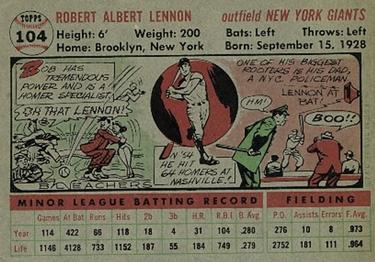 TOPPS
104
ROBERT ALBERT LENNON outfield NEW YORK GIANTS
Height: 6' Weight: 200 Bats: Left Throws: Left
Home: Brooklyn, New York Born: September 15, 1928
BOB HAS
TREMENDOUS
POWER AND IS A
HOMER SPECIALIST.
OH THAT LENNON!
BLEACHERS
IN '54
HE HIT
64
HOMERS AT
NASHVILLE.
ONE OF HIS BIGGEST
ROOTERS IS HIS DAD,
A N.Y.C. POLICEMAN.
LENNON AT
BAT!
HM!
BOO!!
MINOR LEAGUE BATTING RECORD FIELDING
Games At Bat Runs Hits 2b 3b H.R. R.B.I. B. Avg P.O. Assists Errors F. Avg
Year 114 422 66 118 18 4 31 104 .280 276 10 8 .973
Life 1146 4128 737 1152 187 55 184 829 .279 2752 181 111 .964